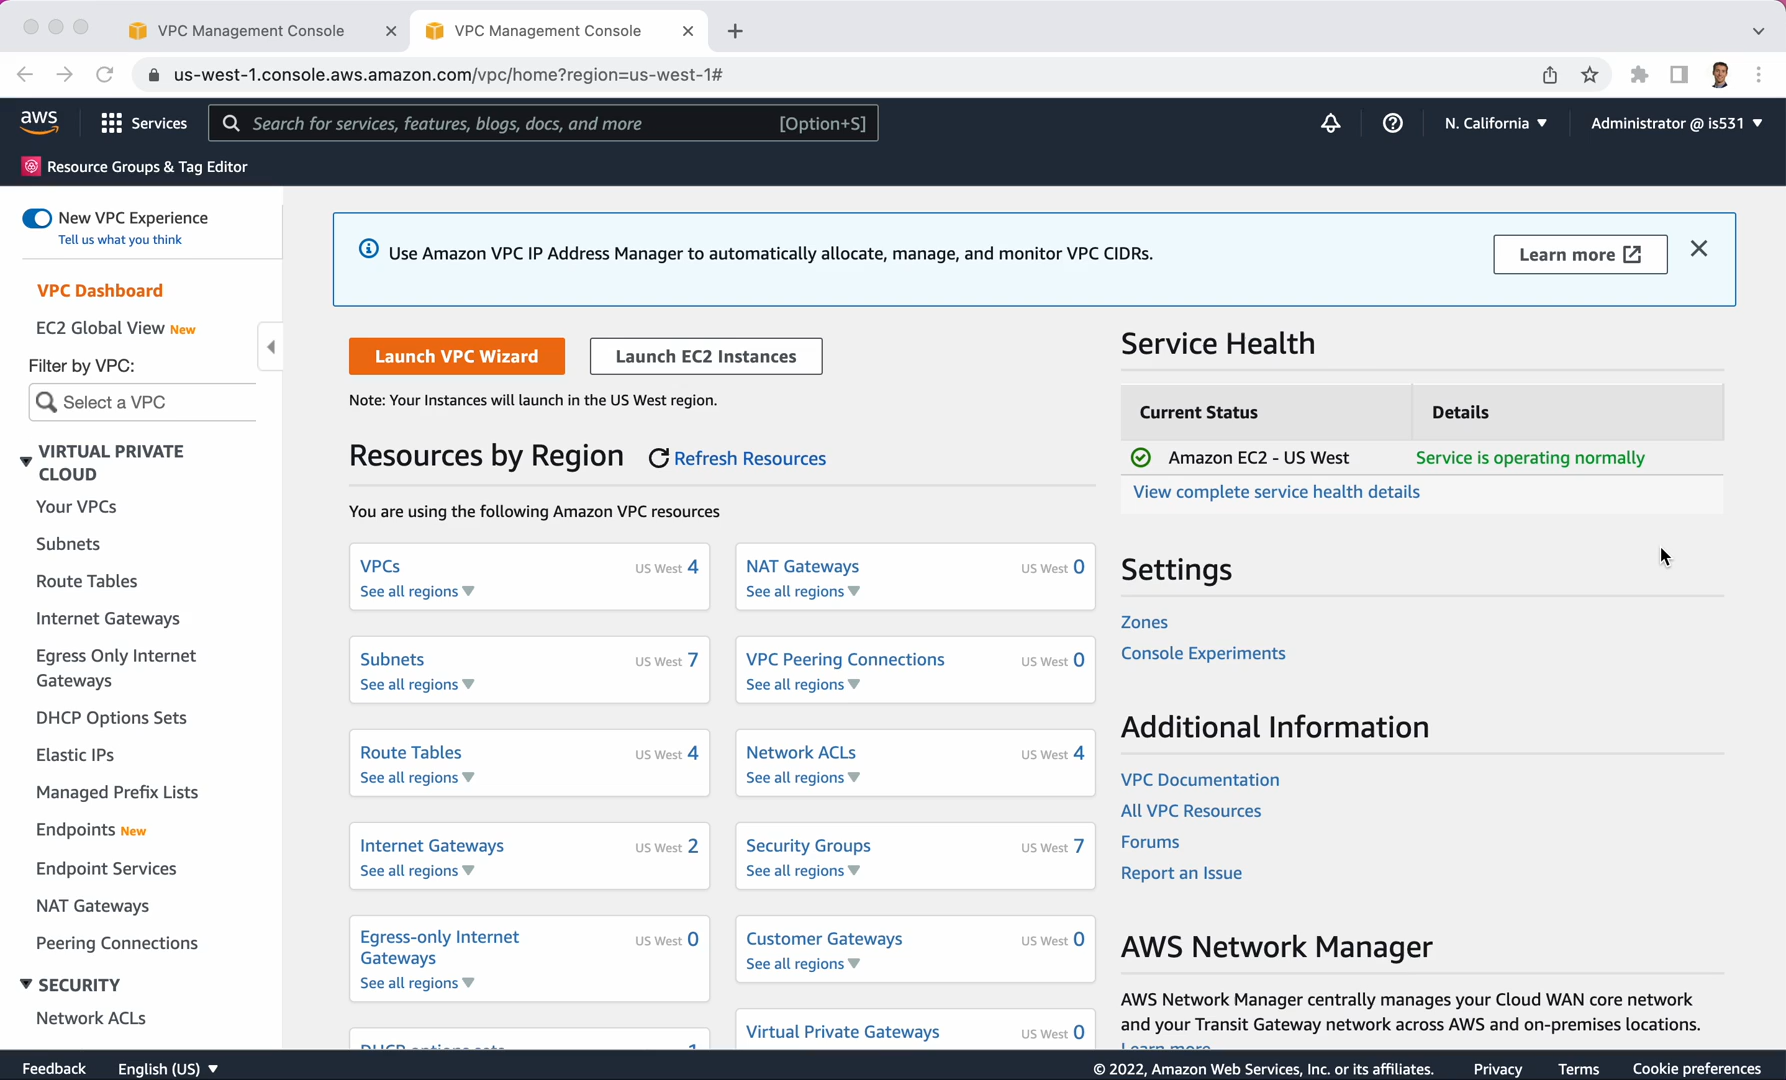 VPC Management Console
VPC Management Console
us-west-1.console.aws.amazon.com/vpc/home?region=us-west-1#
aws
Services
Search for services, features, blogs, docs, and more [Option+S]
N. California
Administrator @ is531
Resource Groups & Tag Editor
New VPC Experience
Tell us what you think
VPC Dashboard
EC2 Global View New
Filter by VPC:
Select a VPC
VIRTUAL PRIVATE
CLOUD
Your VPCs
Subnets
Route Tables
Internet Gateways
Egress Only Internet
Gateways
DHCP Options Sets
Elastic IPs
Managed Prefix Lists
Endpoints New
Endpoint Services
NAT Gateways
Peering Connections
SECURITY
Network ACLs
Use Amazon VPC IP Address Manager to automatically allocate, manage, and monitor VPC CIDRs.
Learn more
Launch VPC Wizard
Launch EC2 Instances
Note: Your Instances will launch in the US West region.
Resources by Region
Refresh Resources
You are using the following Amazon VPC resources
VPCs US West 4
See all regions
NAT Gateways US West 0
See all regions
Subnets US West 7
See all regions
VPC Peering Connections US West 0
See all regions
Route Tables US West 4
See all regions
Network ACLs US West 4
See all regions
Internet Gateways US West 2
See all regions
Security Groups US West 7
See all regions
Egress-only Internet US West 0
Gateways
See all regions
Customer Gateways US West 0
See all regions
DHCP options sets 1
Virtual Private Gateways US West 0
Service Health
Current Status Details
Amazon EC2 - US West Service is operating normally
View complete service health details
Settings
Zones
Console Experiments
Additional Information
VPC Documentation
All VPC Resources
Forums
Report an Issue
AWS Network Manager
AWS Network Manager centrally manages your Cloud WAN core network
and your Transit Gateway network across AWS and on-premises locations.
Learn more
Feedback
English (US)
© 2022, Amazon Web Services, Inc. or its affiliates.
Privacy
Terms
Cookie preferences